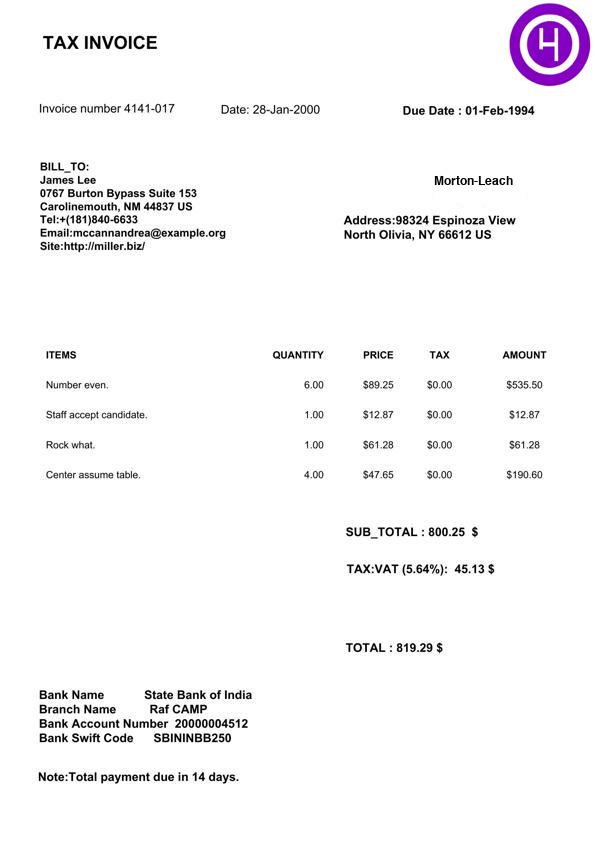 TAX INVOICE
Invoice number 4141-017 Date: 28-Jan-2000 Due Date : 01-Feb-1994
BILL_TO:
James Lee
0767 Burton Bypass Suite 153
Carolinemouth, NM 44837 US
Tel:+(181)840-6633
Email:mccannandrea@example.org
Site:http://miller.biz/
Morton-Leach
Address:98324 Espinoza View
North Olivia, NY 66612 US
ITEMS QUANTITY PRICE TAX AMOUNT
Number even. 6.00 $89.25 $0.00 $535.50
Staff accept candidate. 1.00 $12.87 $0.00 $12.87
Rock what. 1.00 $61.28 $0.00 $61.28
Center assume table. 4.00 $47.65 $0.00 $190.60
SUB_TOTAL : 800.25 $
TAX:VAT (5.64%): 45.13 $
TOTAL : 819.29 $
Bank Name State Bank of India
Branch Name Raf CAMP
Bank Account Number 20000004512
Bank Swift Code SBININBB250
Note:Total payment due in 14 days.